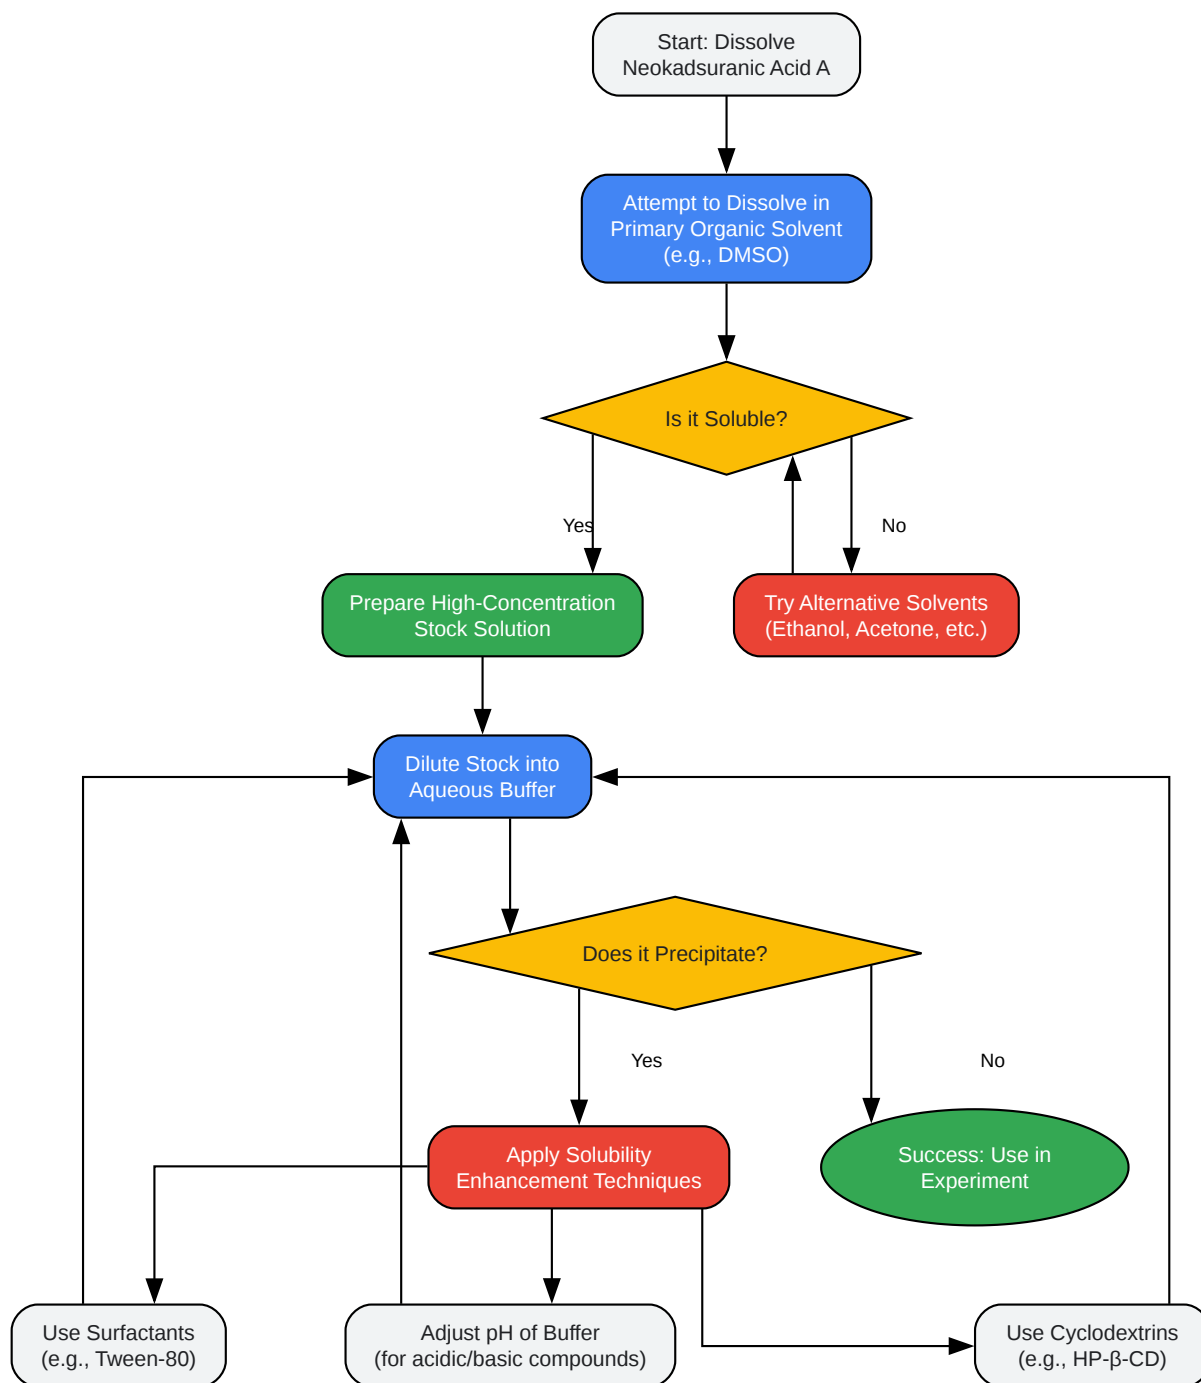 Start: Dissolve
Neokadsuranic Acid A
Attempt to Dissolve in
Primary Organic Solvent
(e.g., DMSO)
Is it Soluble?
Yes
No
Prepare High-Concentration
Stock Solution
Try Alternative Solvents
(Ethanol, Acetone, etc.)
Dilute Stock into
Aqueous Buffer
Does it Precipitate?
Yes
No
Apply Solubility
Enhancement Techniques
Success: Use in
Experiment
Use Surfactants
(e.g., Tween-80)
Adjust pH of Buffer
(for acidic/basic compounds)
Use Cyclodextrins
(e.g., HP-β-CD)